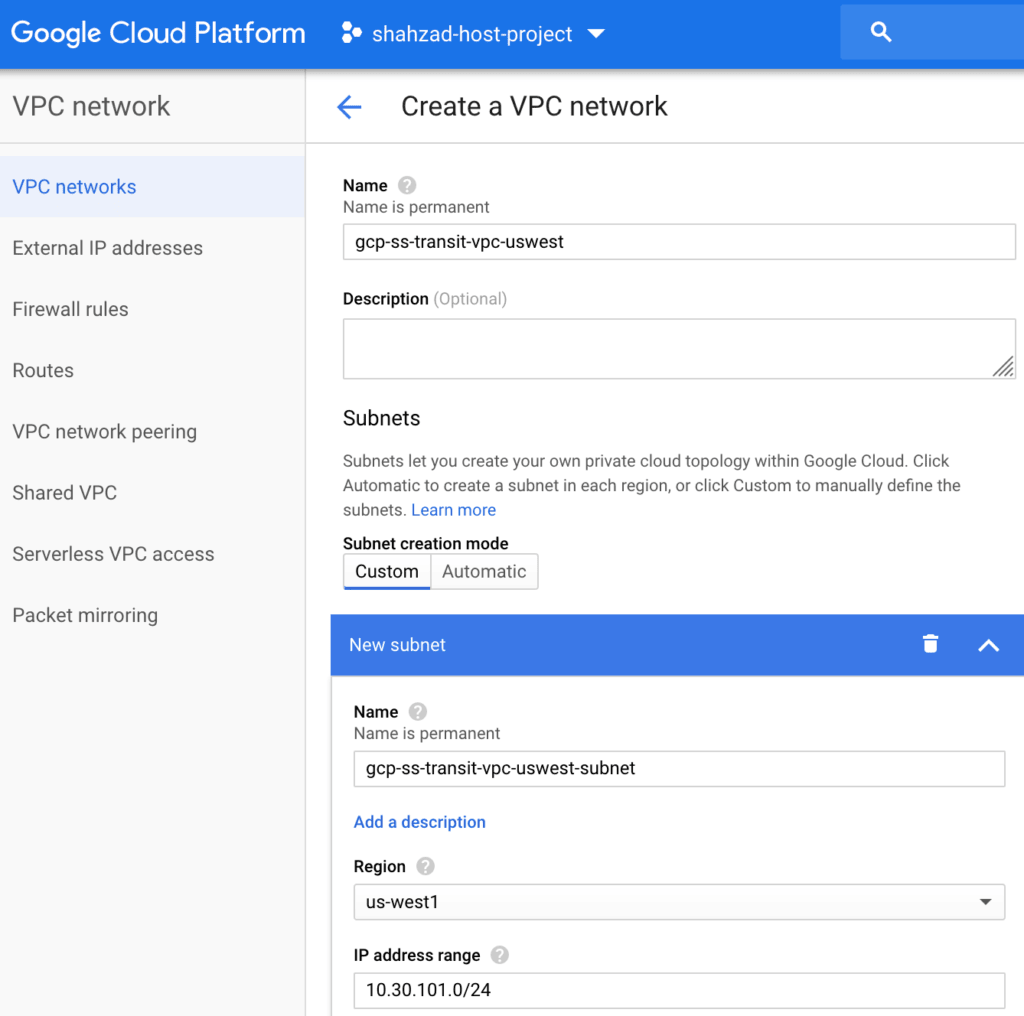 Google Cloud Platform
shahzad-host-project
VPC network
VPC networks
External IP addresses
Firewall rules
Routes
VPC network peering
Shared VPC
Serverless VPC access
Packet mirroring
Create a VPC network
Name
Name is permanent
gcp-ss-transit-vpc-uswest
Description (Optional)
Subnets
Subnets let you create your own private cloud topology within Google Cloud. Click
Automatic to create a subnet in each region, or click Custom to manually define the
subnets. Learn more
Subnet creation mode
Custom Automatic
New subnet
Name
Name is permanent
gcp-ss-transit-vpc-uswest-subnet
Add a description
Region
us-west1
IP address range
10.30.101.0/24